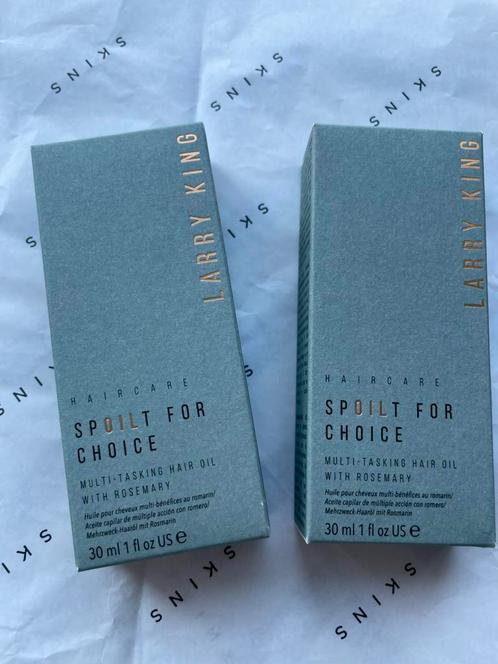 SKINS
SKINS
SKINS
SKINS
SKINS
SKINS
SKINS
SKINS
LARRY KING
HAIRCARE
SPOILT FOR
CHOICE
MULTI-TASKING HAIR OIL
WITH ROSEMARY
Huile pour cheveux multi-bénéfices au romarin/
Aceite capilar de múltiple acción con romero/
Mehrzweck-Haaröl mit Rosmarin
30 ml 1 fl oz US e
LARRY KING
HAIRCARE
SPOILT FOR
CHOICE
MULTI-TASKING HAIR OIL
WITH ROSEMARY
Huile pour cheveux multi-bénéfices au romarin/
Aceite capilar de múltiple acción con romero/
Mehrzweck-Haaröl mit Rosmarin
30 ml 1 fl oz US e